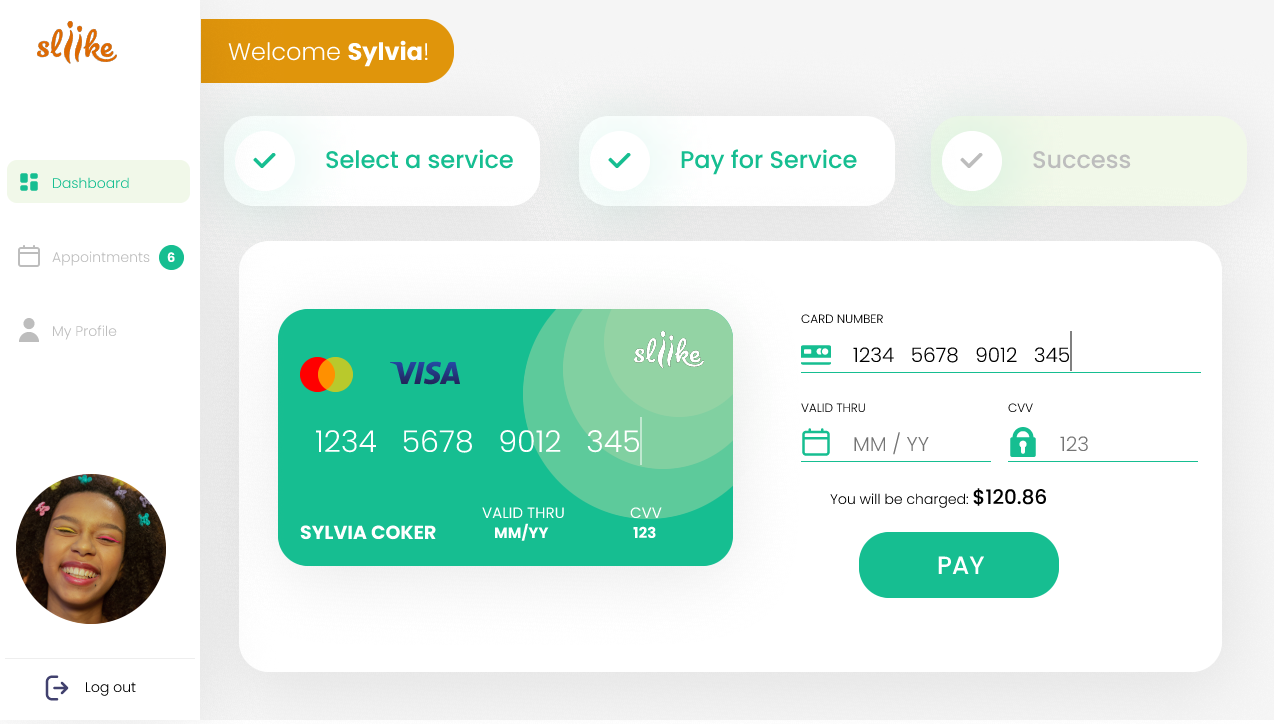 sliike
Welcome Sylvia!
Select a service
Pay for Service
Success
Dashboard
Appointments 6
My Profile
Log out
VISA
sliike
1234 5678 9012 345
VALID THRU
CVV
SYLVIA COKER
MM/YY
123
CARD NUMBER
1234 5678 9012 345
VALID THRU
CVV
MM / YY
123
You will be charged: $120.86
PAY